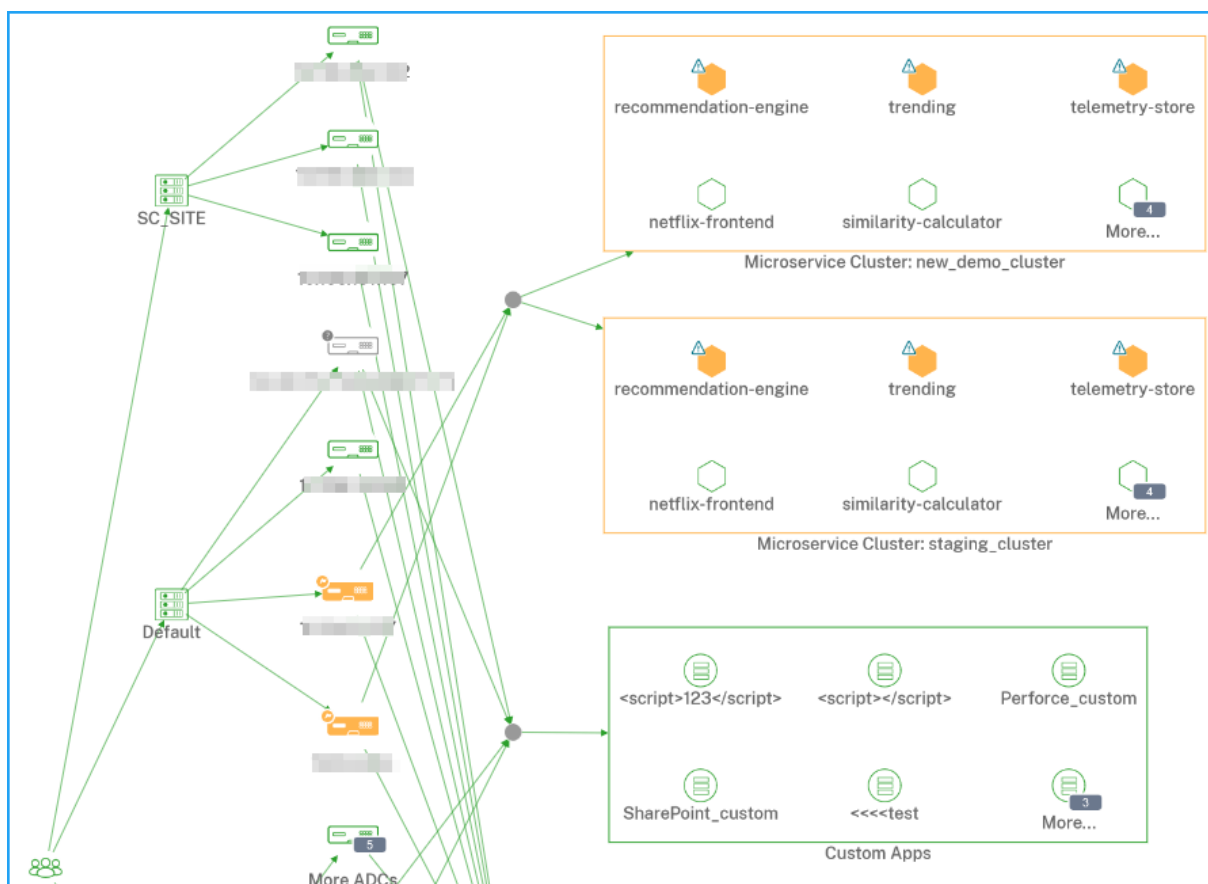 recommendation-engine
trending
telemetry-store
netflix-frontend
similarity-calculator
4
More...
Microservice Cluster: new_demo_cluster
SC_SITE
recommendation-engine
trending
telemetry-store
netflix-frontend
similarity-calculator
4
More...
Microservice Cluster: staging_cluster
Default
<script>123</script>
<script></script>
Perforce_custom
SharePoint_custom
<<<<test
3
More...
Custom Apps
5
More ADCs